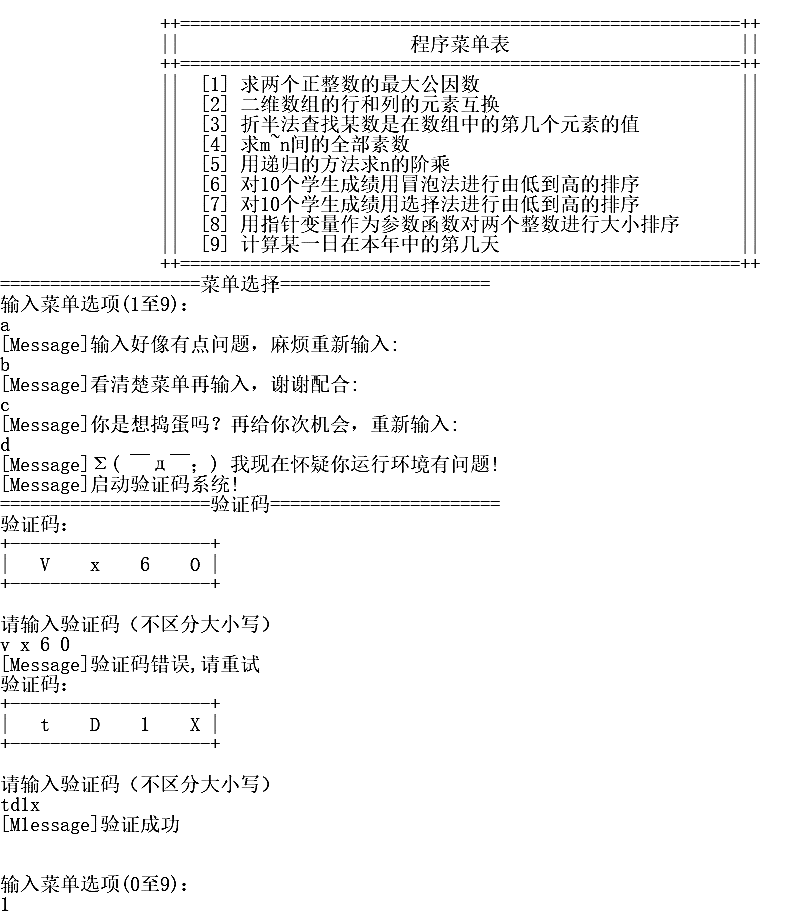 ++========================================================++
||                       程序菜单表                       ||
++========================================================++
||  [1] 求两个正整数的最大公因数                          ||
||  [2] 二维数组的行和列的元素互换                        ||
||  [3] 折半法查找某数是在数组中的第几个元素的值          ||
||  [4] 求m~n间的全部素数                                 ||
||  [5] 用递归的方法求n的阶乘                             ||
||  [6] 对10个学生成绩用冒泡法进行由低到高的排序          ||
||  [7] 对10个学生成绩用选择法进行由低到高的排序          ||
||  [8] 用指针变量作为参数函数对两个整数进行大小排序      ||
||  [9] 计算某一日在本年中的第几天                        ||
++========================================================++
====================菜单选择=====================
输入菜单选项(1至9):
a
[Message]输入好像有点问题，麻烦重新输入:
b
[Message]看清楚菜单再输入，谢谢配合:
c
[Message]你是想捣蛋吗？再给你次机会，重新输入:
d
[Message]Σ( ￣д￣；) 我现在怀疑你运行环境有问题!
[Message]启动验证码系统!
=====================验证码=======================
验证码:
+--------------------+
|   V    x    6    0 |
+--------------------+
请输入验证码（不区分大小写）
v x 6 0
[Message]验证码错误,请重试
验证码:
+--------------------+
|   t    D    1    X |
+--------------------+
请输入验证码（不区分大小写）
td1x
[M1essage]验证成功
输入菜单选项(0至9):
1